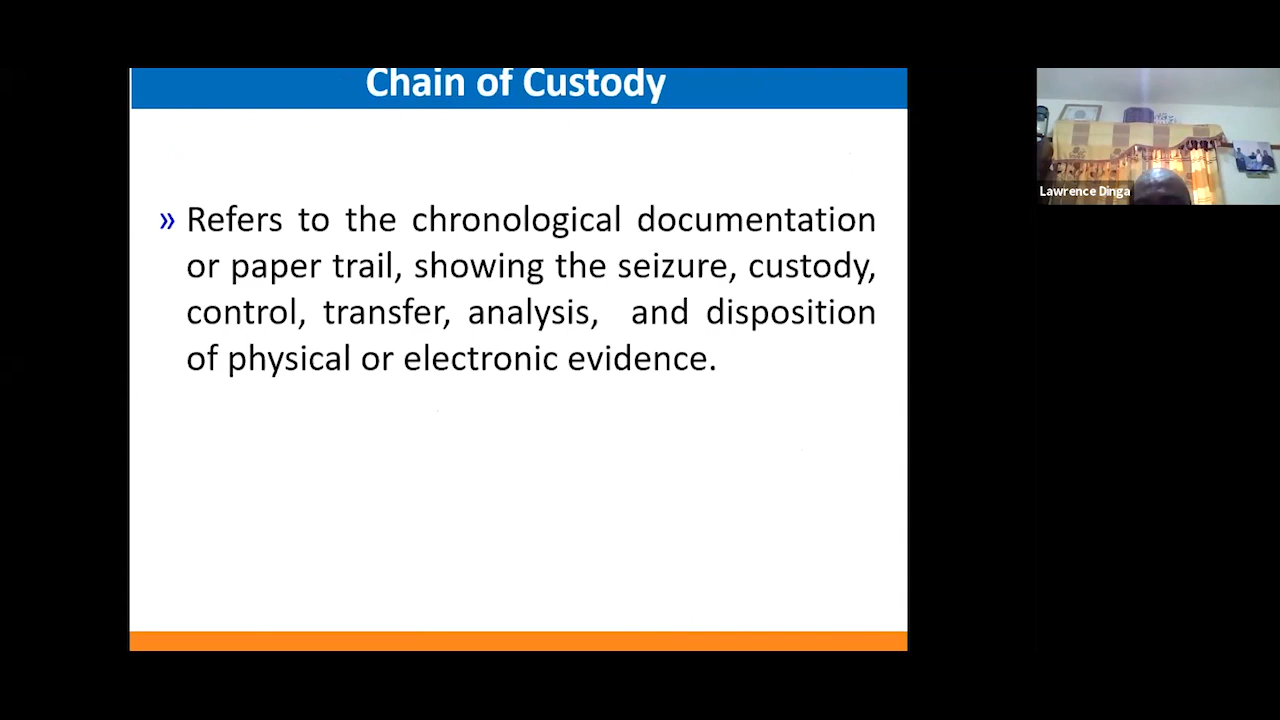 Chain of Custody
» Refers to the chronological documentation
or paper trail, showing the seizure, custody,
control, transfer, analysis, and disposition
of physical or electronic evidence.
Lawrence Dinga